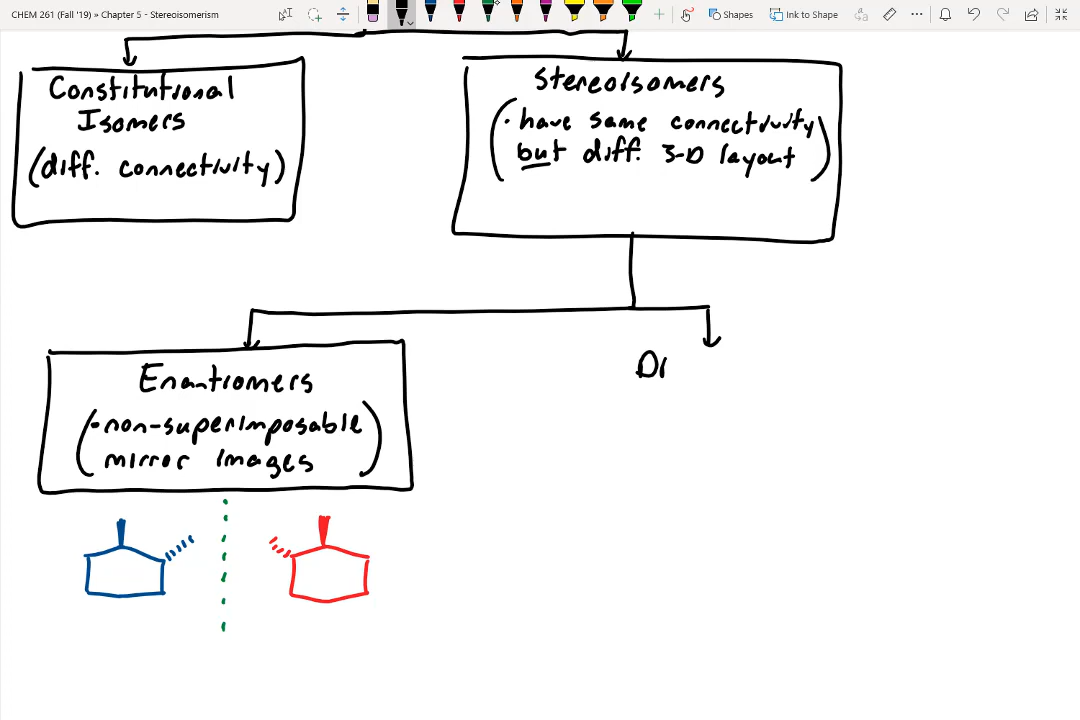 CHEM 261 (Fall '19) » Chapter 5 - Stereoisomerism
Shapes
Ink to Shape
Constitutional
Isomers
(diff. connectivity)
Stereoisomers
(• have same connectivity
but diff. 3-D layout)
Enantiomers
(• non-superimposable
mirror images)
Di